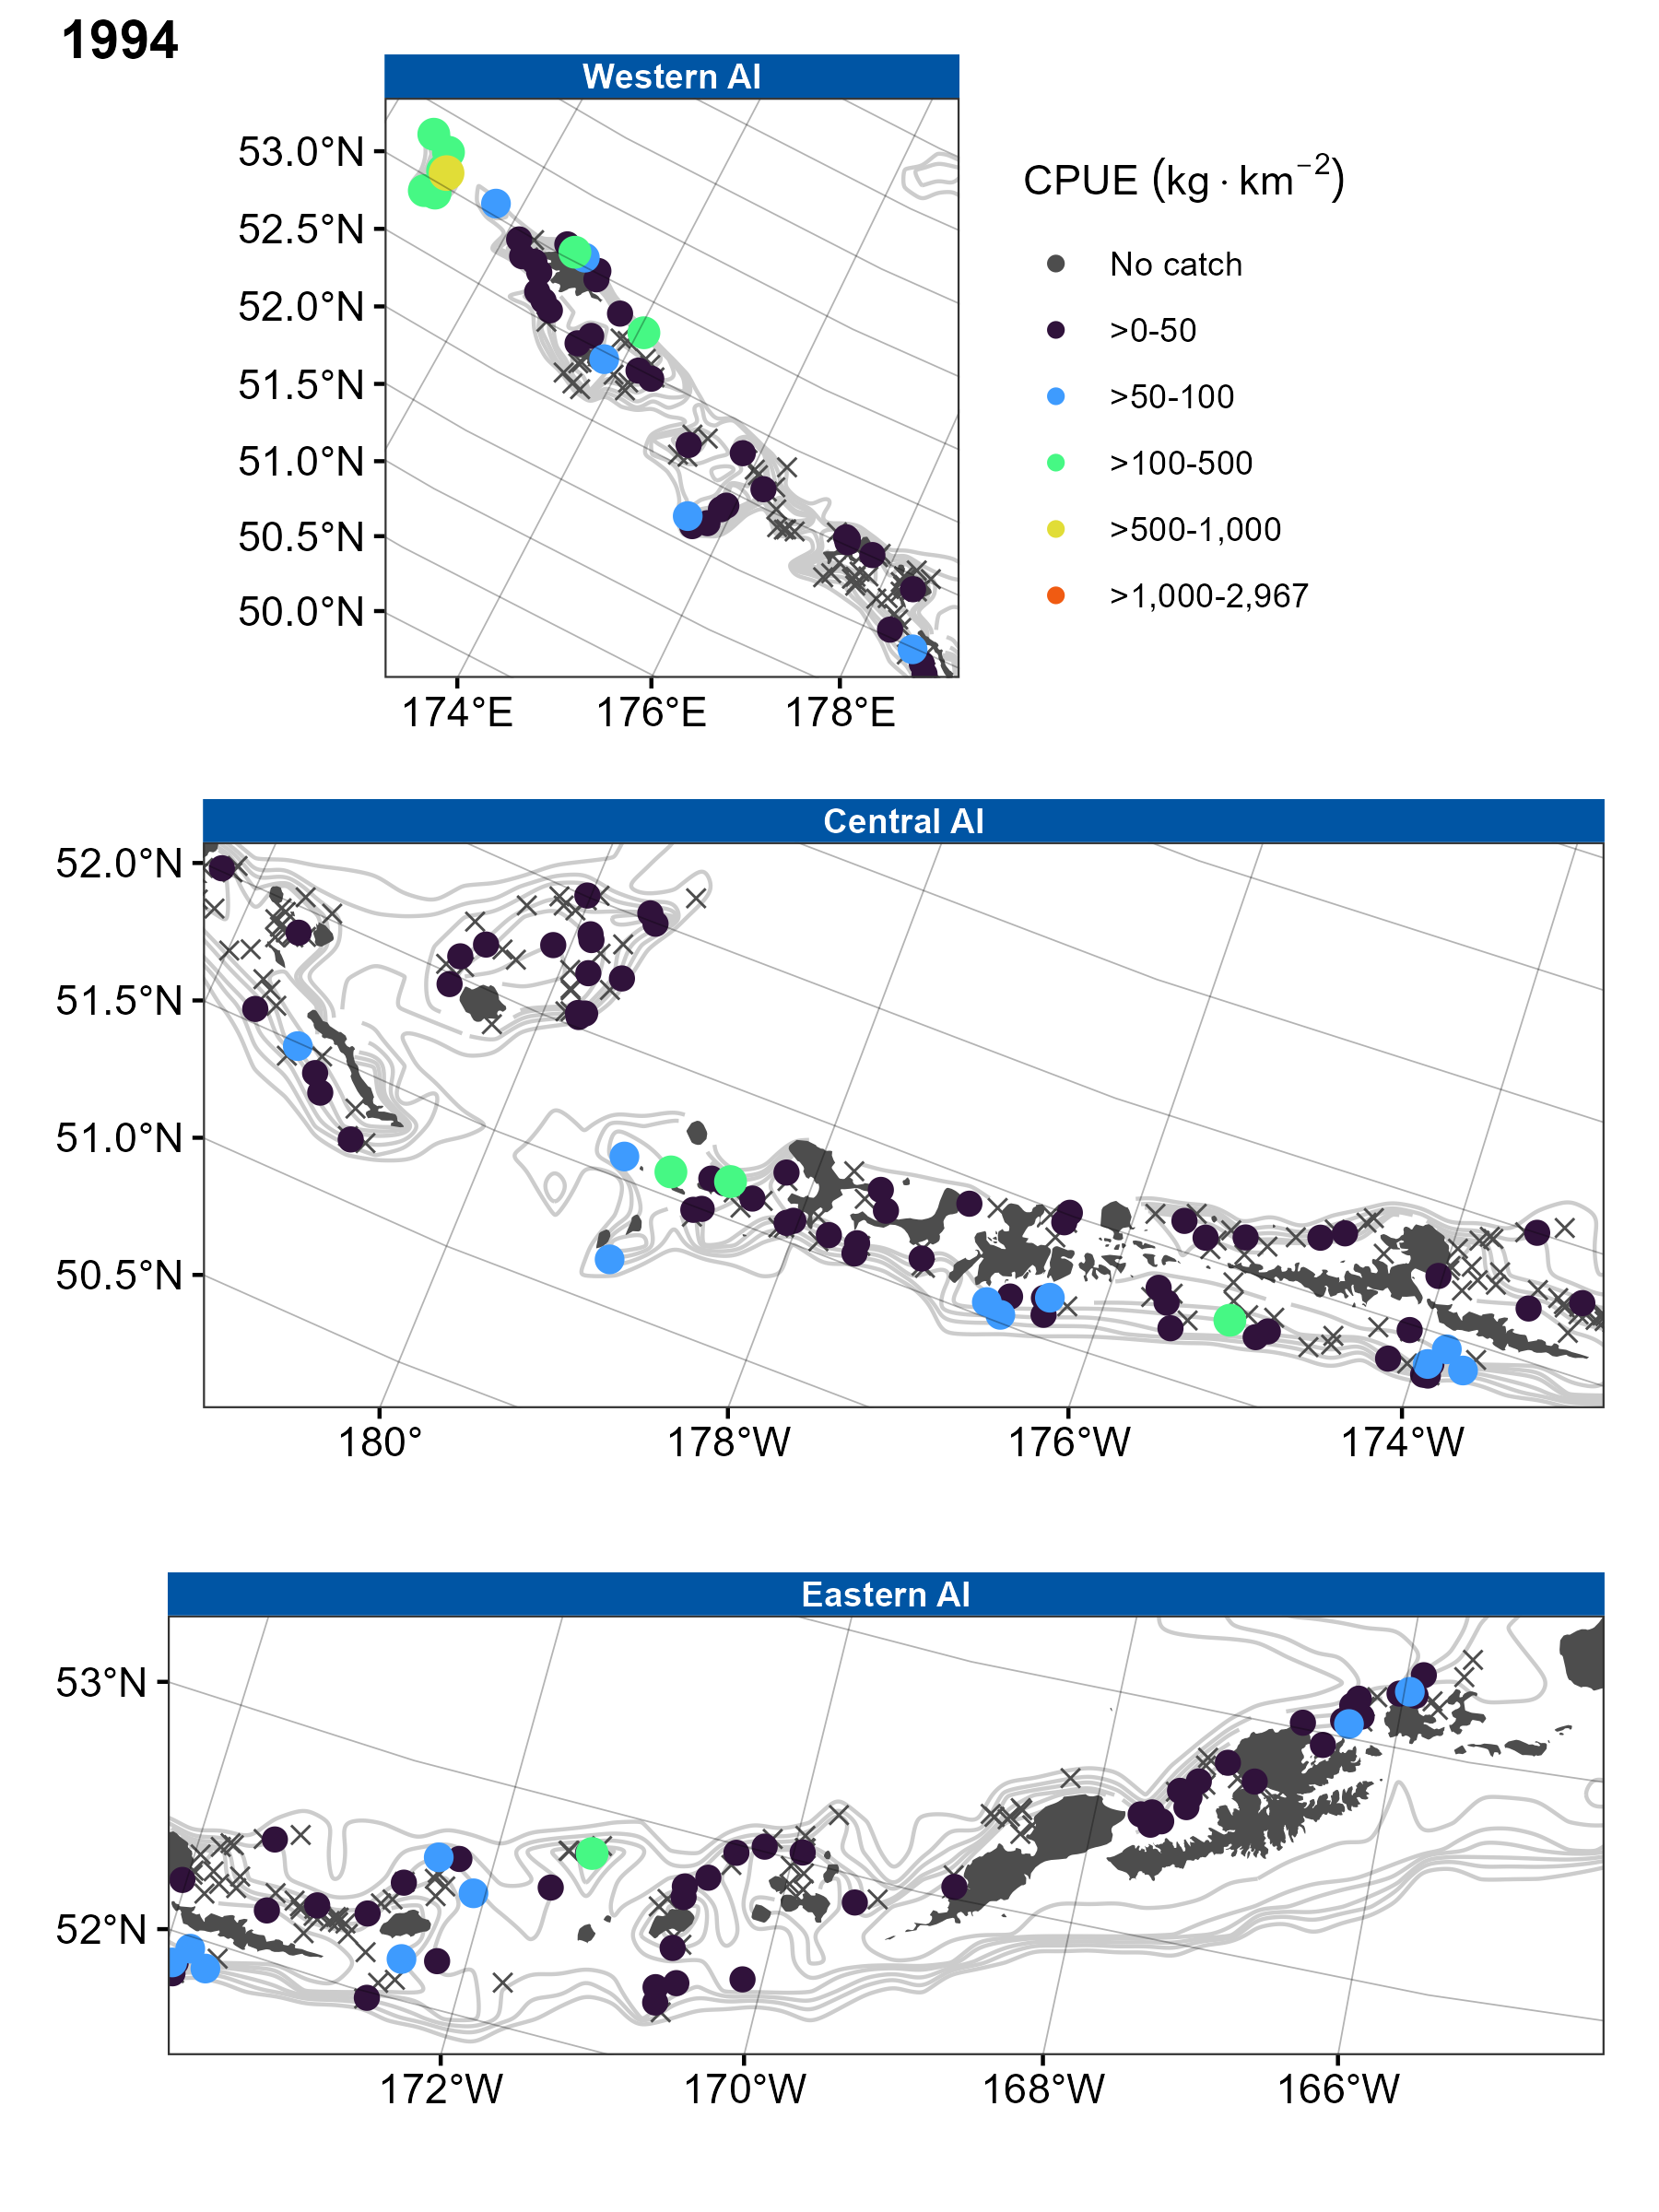 1994
Western AI
53.0°N
52.5°N
52.0°N
51.5°N
51.0°N
50.5°N
50.0°N
174°E 176°E 178°E
CPUE (kg · km⁻²)
No catch
>0-50
>50-100
>100-500
>500-1,000
>1,000-2,967
Central AI
52.0°N
51.5°N
51.0°N
50.5°N
180° 178°W 176°W 174°W
Eastern AI
53°N
52°N
172°W 170°W 168°W 166°W